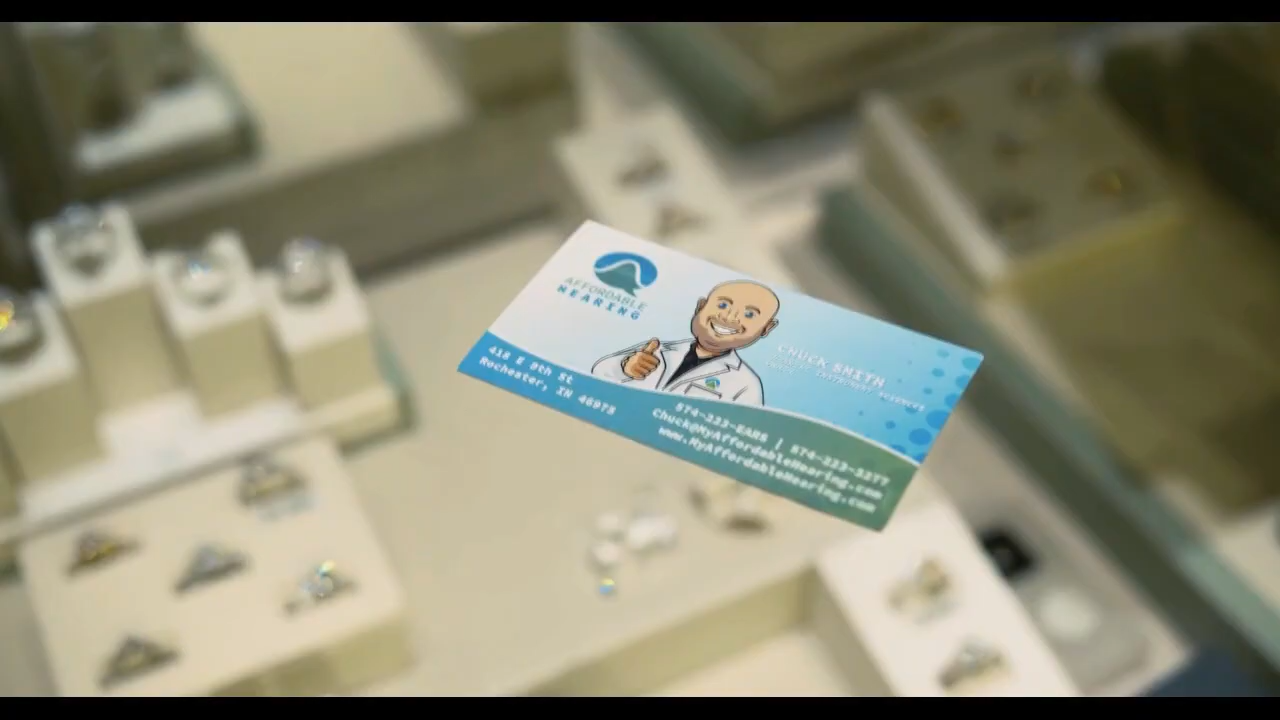 AFFORDABLE
HEARING
CHUCK SMITH
418 E 9th St
Rochester, IN 46975
574-223-EARS | 574-223-3277
Chuck@MyAffordableHearing.com
www.MyAffordableHearing.com